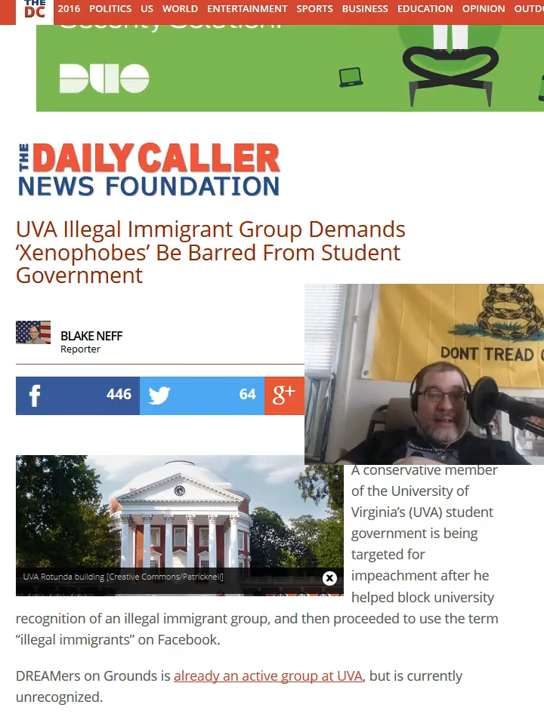 THE
DC
2016 POLITICS US WORLD ENTERTAINMENT SPORTS BUSINESS EDUCATION OPINION
Security Solution.
DUO
THE DAILY CALLER
NEWS FOUNDATION
UVA Illegal Immigrant Group Demands
‘Xenophobes’ Be Barred From Student
Government
BLAKE NEFF
Reporter
f 446 64 g+
DONT TREAD
A conservative member
of the University of
Virginia’s (UVA) student
government is being
targeted for
impeachment after he
UVA Rotunda building [Creative Commons/Patrickneil]
helped block university
recognition of an illegal immigrant group, and then proceeded to use the term
“illegal immigrants” on Facebook.
DREAMers on Grounds is already an active group at UVA, but is currently
unrecognized.